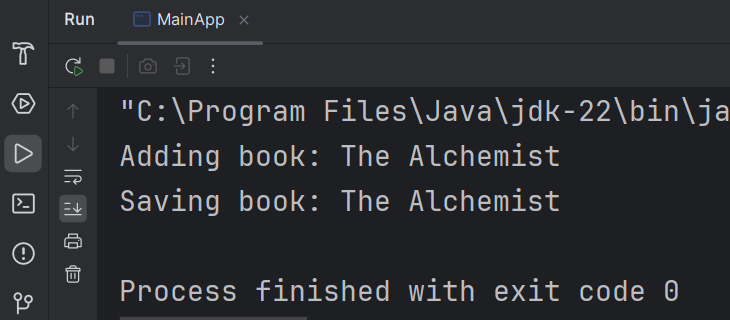 Run MainApp
"C:\Program Files\Java\jdk-22\bin\ja
Adding book: The Alchemist
Saving book: The Alchemist
Process finished with exit code 0